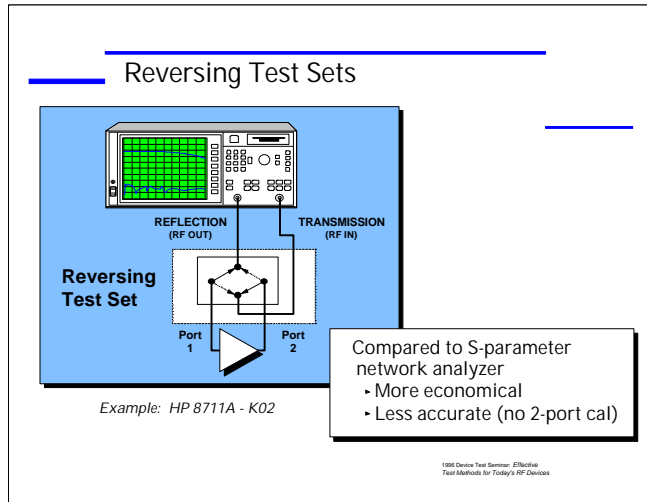 Reversing Test Sets
REFLECTION
(RF OUT)
TRANSMISSION
(RF IN)
Reversing
Test Set
Port
1
Port
2
Compared to S-parameter
network analyzer
▸ More economical
▸ Less accurate (no 2-port cal)
Example: HP 8711A - K02
1996 Device Test Seminar: Effective
Test Methods for Today's RF Devices